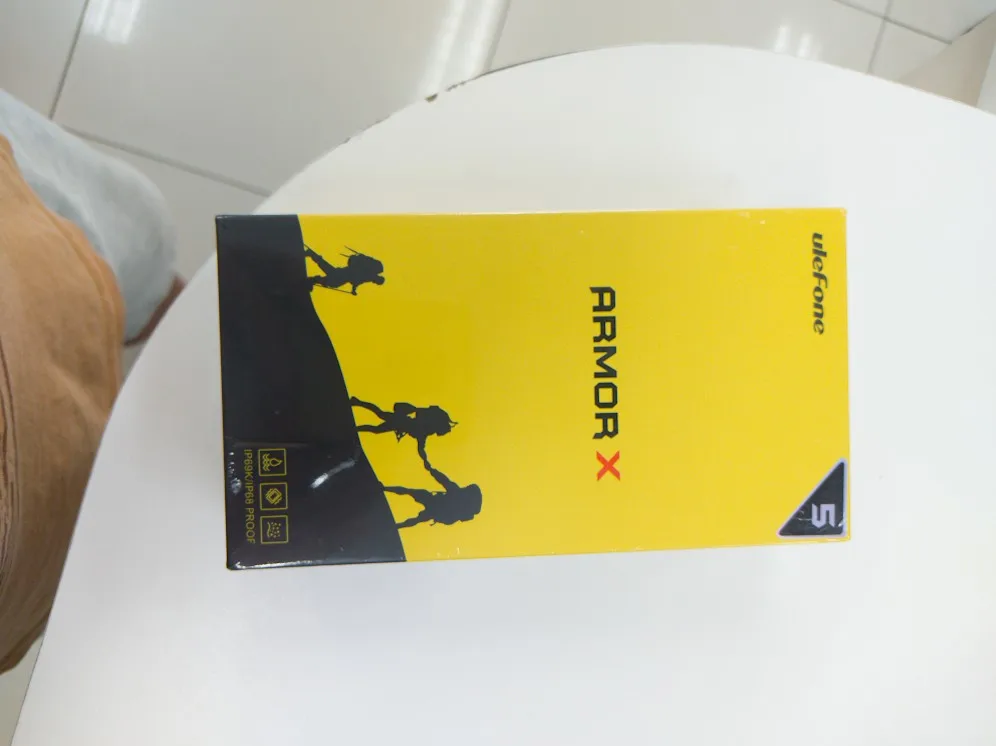 ulefone
ARMOR X
5
IP69K/IP68 PROOF